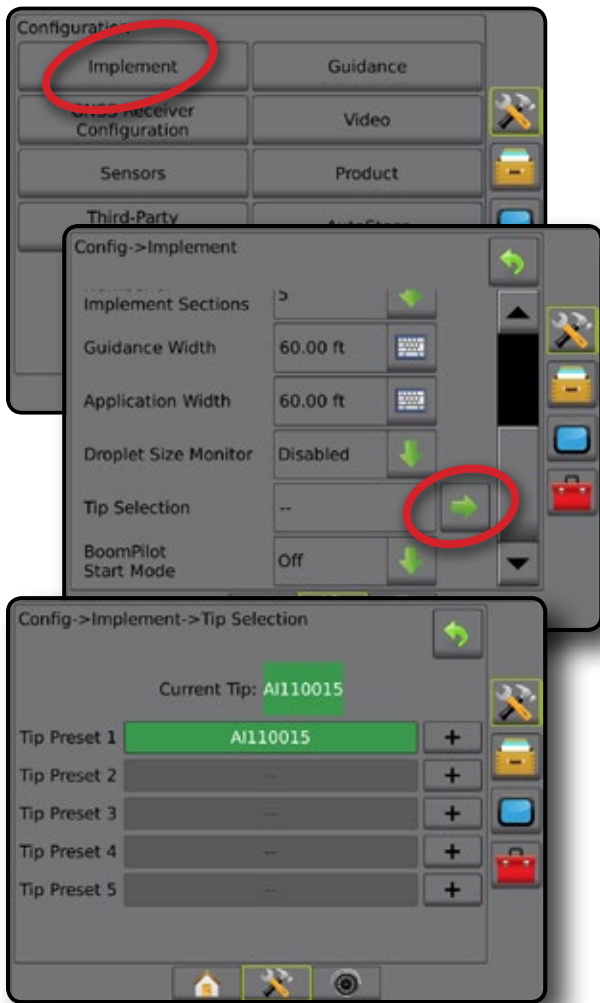 Configuration
Implement
Guidance
GNSS Receiver
Configuration
Video
Sensors
Product
Third-Party
Config->Implement
Implement Sections
5
Guidance Width
60.00 ft
Application Width
60.00 ft
Droplet Size Monitor
Disabled
Tip Selection
--
BoomPilot
Start Mode
Off
Config->Implement->Tip Selection
Current Tip: AI110015
Tip Preset 1
AI110015
+
Tip Preset 2
--
+
Tip Preset 3
--
+
Tip Preset 4
--
+
Tip Preset 5
--
+